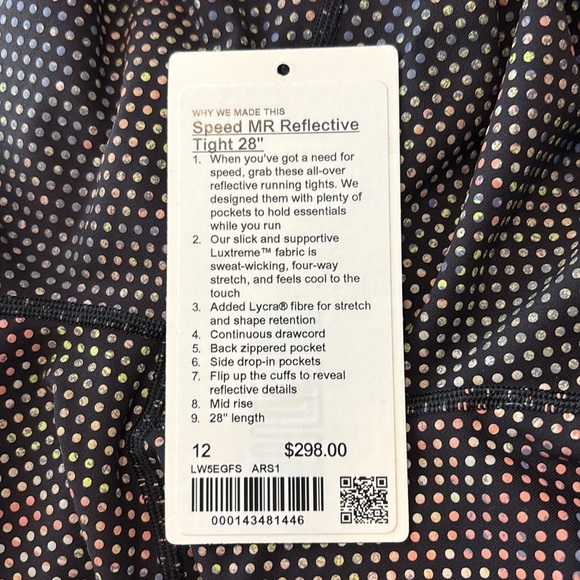 WHY WE MADE THIS
Speed MR Reflective
Tight 28"
1. When you've got a need for
speed, grab these all-over
reflective running tights. We
designed them with plenty of
pockets to hold essentials
while you run
2. Our slick and supportive
Luxtreme™ fabric is
sweat-wicking, four-way
stretch, and feels cool to the
touch
3. Added Lycra® fibre for stretch
and shape retention
4. Continuous drawcord
5. Back zippered pocket
6. Side drop-in pockets
7. Flip up the cuffs to reveal
reflective details
8. Mid rise
9. 28" length
12 $298.00
LW5EGFS ARS1
000143481446